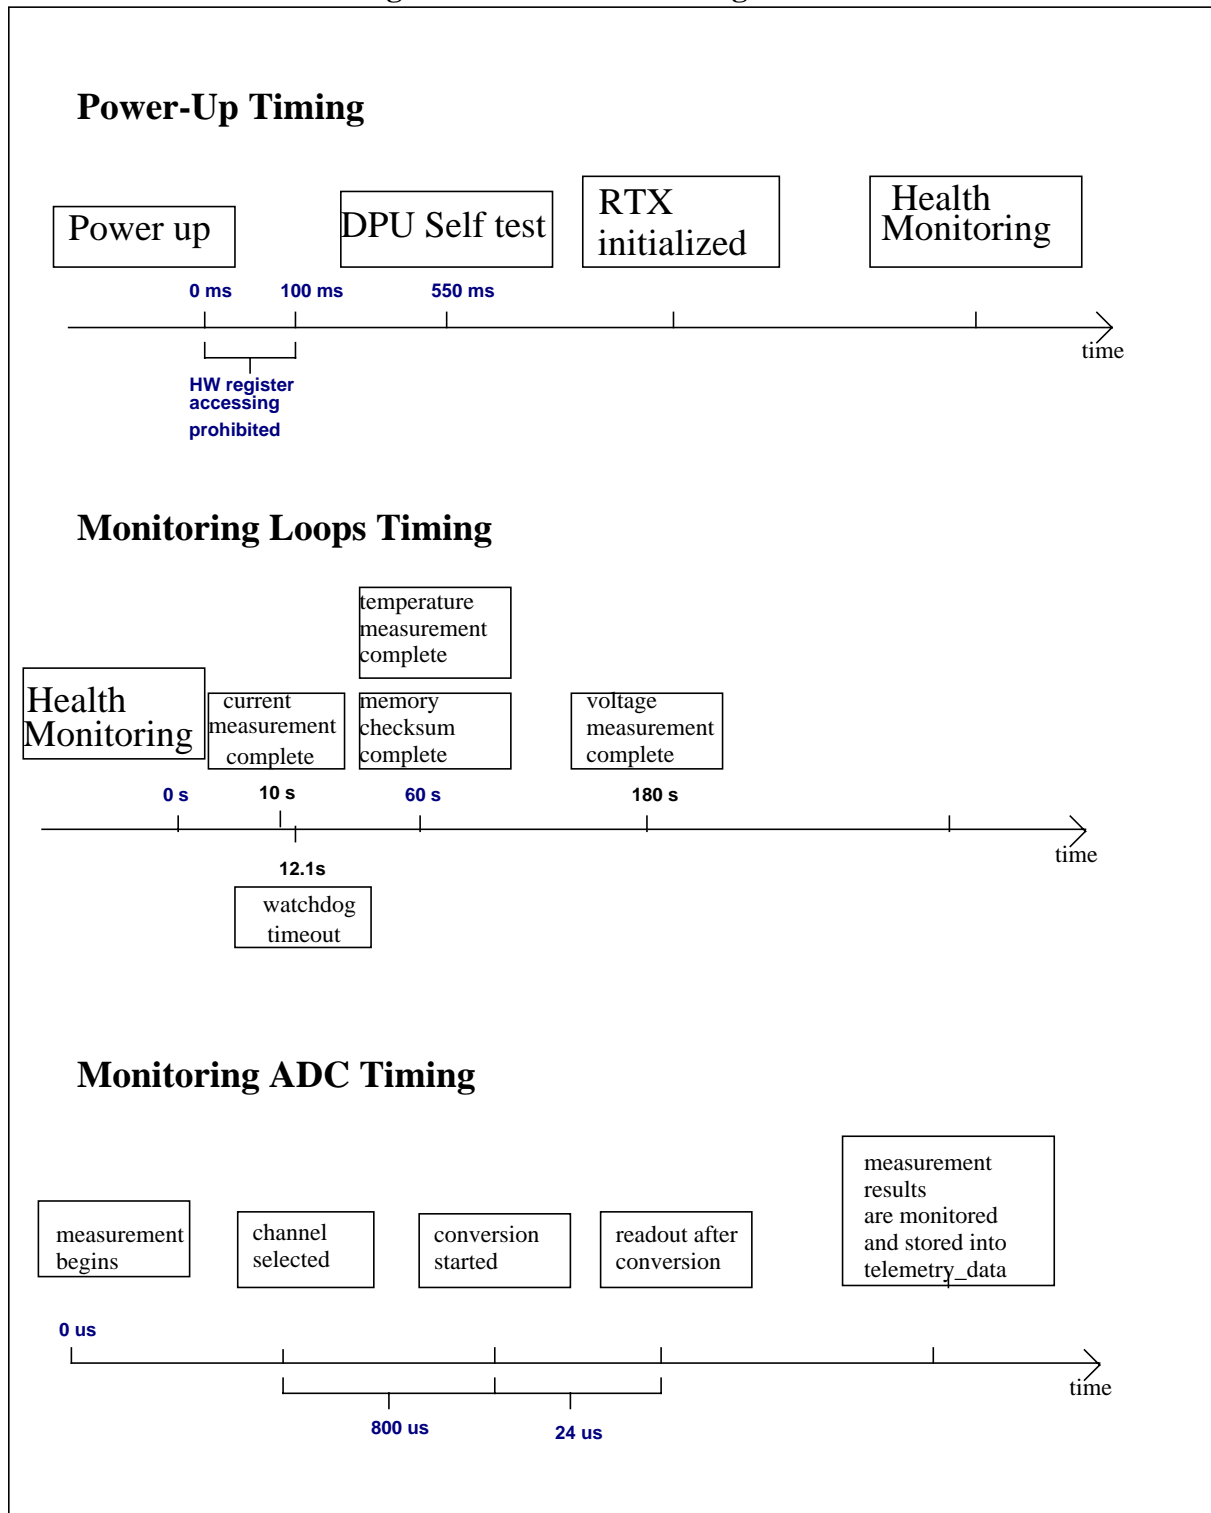 Power-Up Timing
Power up
DPU Self test
RTX
initialized
Health
Monitoring
0 ms
100 ms
550 ms
time
HW register
accessing
prohibited
Monitoring Loops Timing
Health
Monitoring
current
measurement
complete
temperature
measurement
complete
memory
checksum
complete
voltage
measurement
complete
0 s
10 s
60 s
180 s
time
12.1s
watchdog
timeout
Monitoring ADC Timing
measurement
begins
channel
selected
conversion
started
readout after
conversion
measurement
results
are monitored
and stored into
telemetry_data
0 us
time
800 us
24 us